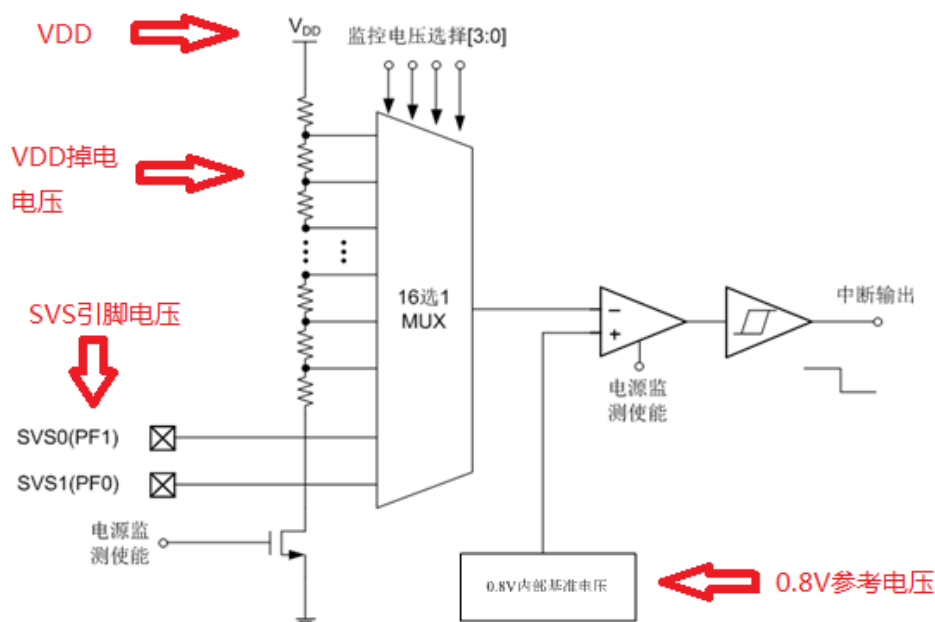 VDD
VDD
监控电压选择[3:0]
VDD掉电
电压
16选1
MUX
SVS引脚电压
中断输出
电源监
测使能
SVS0(PF1)
SVS1(PF0)
电源监
测使能
0.8V内部基准电压
0.8V参考电压